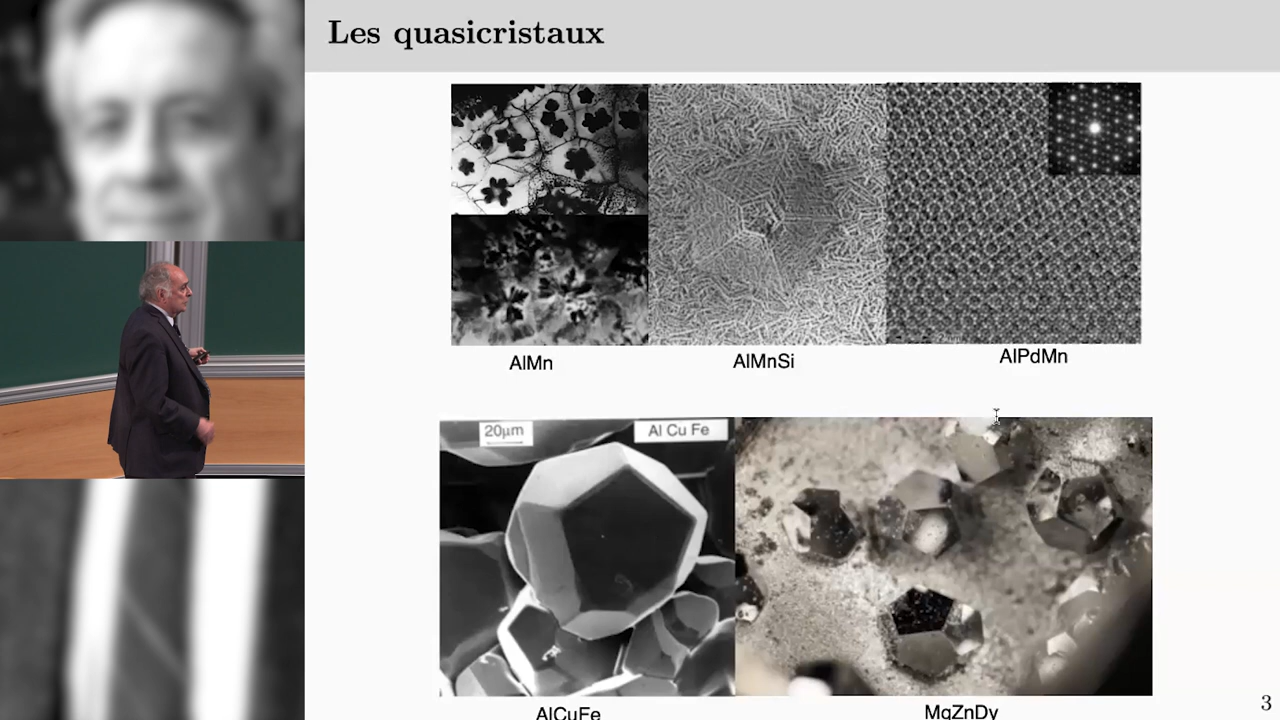 Les quasicristaux
AlMn
AlMnSi
AlPdMn
20µm
Al Cu Fe
AlCuFe
MgZnDy
3